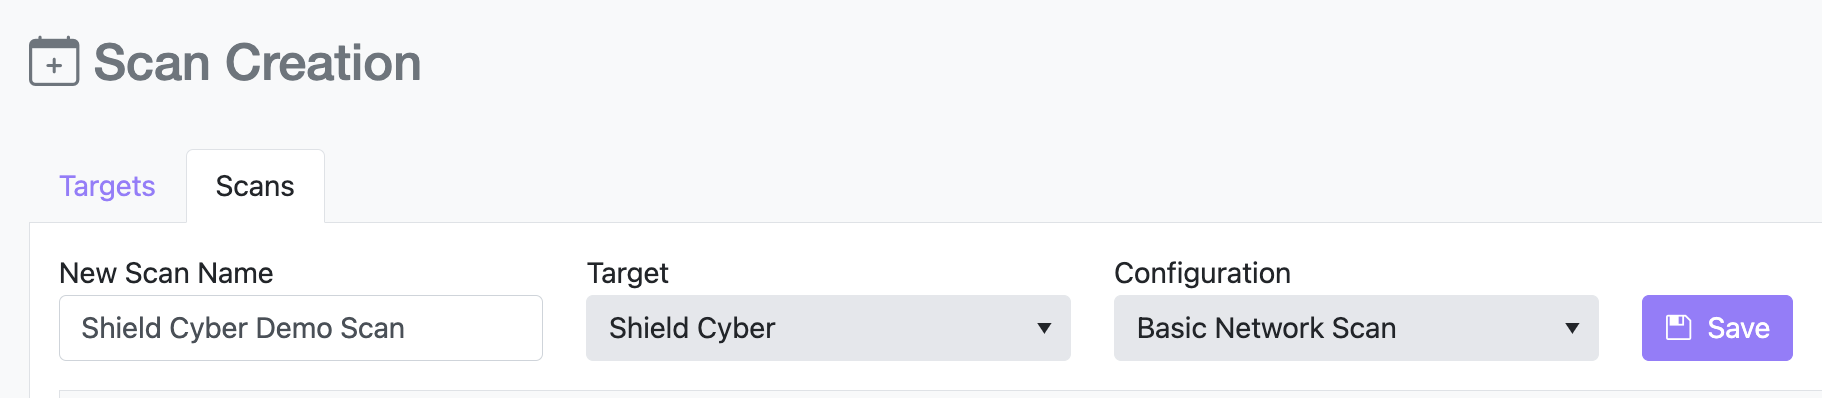 Scan Creation
Targets
Scans
New Scan Name
Target
Configuration
Shield Cyber Demo Scan
Shield Cyber
Basic Network Scan
Save